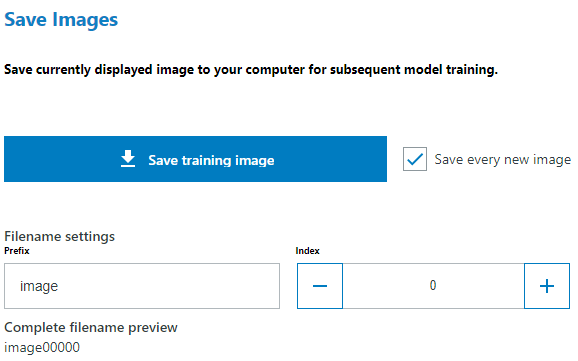 Save Images
Save currently displayed image to your computer for subsequent model training.
Save training image
Save every new image
Filename settings
Prefix
Index
image
0
Complete filename preview
image00000